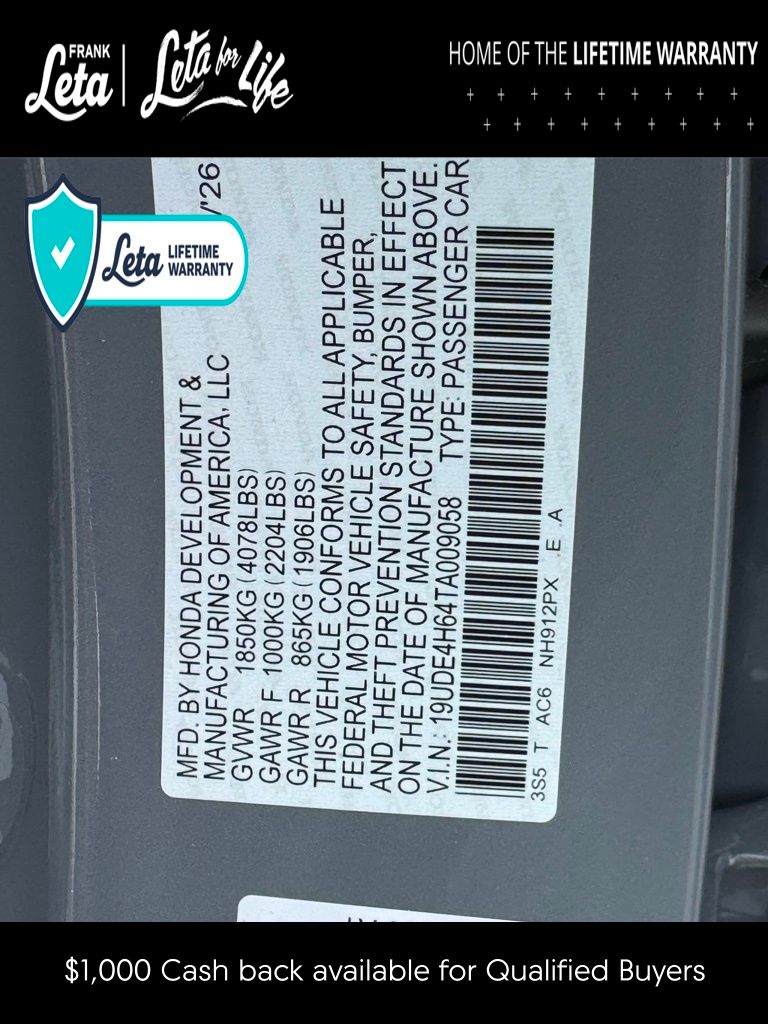 FRANK
Leta
Leta for Life
HOME OF THE LIFETIME WARRANTY
Leta LIFETIME
WARRANTY
/'26
MFD. BY HONDA DEVELOPMENT &
MANUFACTURING OF AMERICA, LLC
GVWR 1850KG (4078LBS)
GAWR F 1000KG (2204LBS)
GAWR R 865KG (1906LBS)
THIS VEHICLE CONFORMS TO ALL APPLICABLE
FEDERAL MOTOR VEHICLE SAFETY, BUMPER,
AND THEFT PREVENTION STANDARDS IN EFFECT
ON THE DATE OF MANUFACTURE SHOWN ABOVE.
V.I.N.: 19UDE4H64TA009058 TYPE: PASSENGER CAR
3S5 T AC6 NH912PX .E .A
$1,000 Cash back available for Qualified Buyers